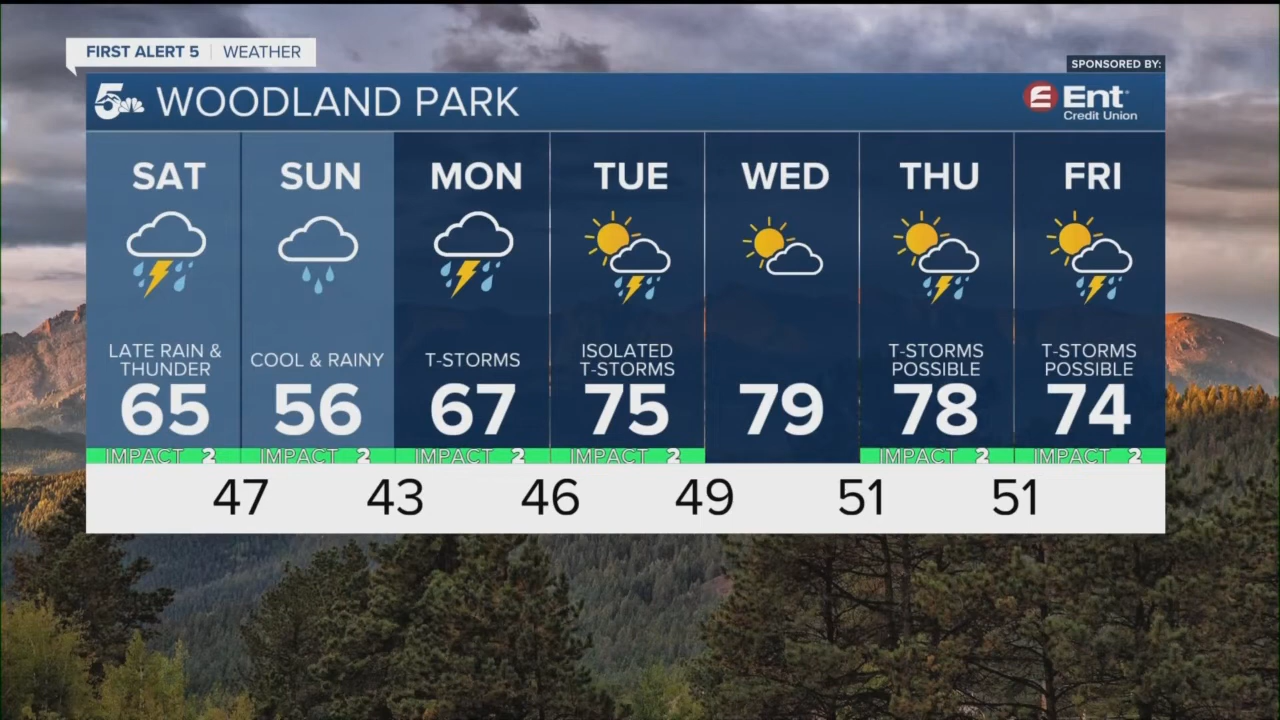 FIRST ALERT 5 | WEATHER
SPONSORED BY:
5 WOODLAND PARK
Ent
Credit Union
SAT SUN MON TUE WED THU FRI
LATE RAIN &
THUNDER
COOL & RAINY
T-STORMS
ISOLATED
T-STORMS
T-STORMS
POSSIBLE
T-STORMS
POSSIBLE
65 56 67 75 79 78 74
IMPACT 2 IMPACT 2 IMPACT 2 IMPACT 2 IMPACT 2 IMPACT 2
47 43 46 49 51 51